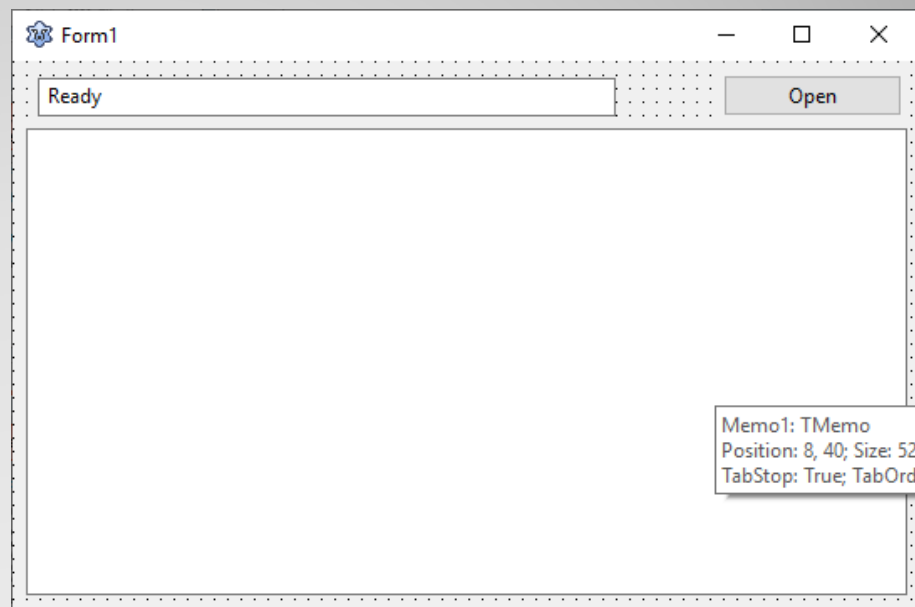 Form1
Ready
Open
Memo1: TMemo
Position: 8, 40; Size: 52
TabStop: True; TabOrd